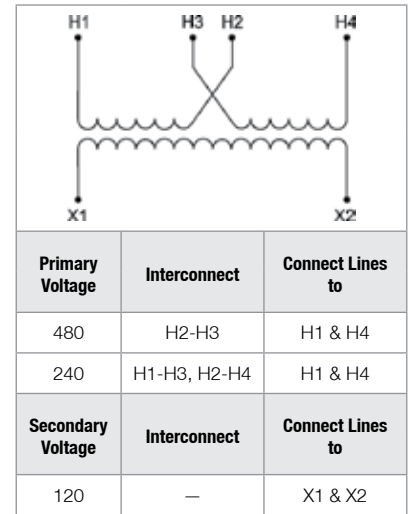 H1 H3 H2 H4
X1 X2
Primary Voltage Interconnect Connect Lines to
480 H2-H3 H1 & H4
240 H1-H3, H2-H4 H1 & H4
Secondary Voltage Interconnect Connect Lines to
120 — X1 & X2